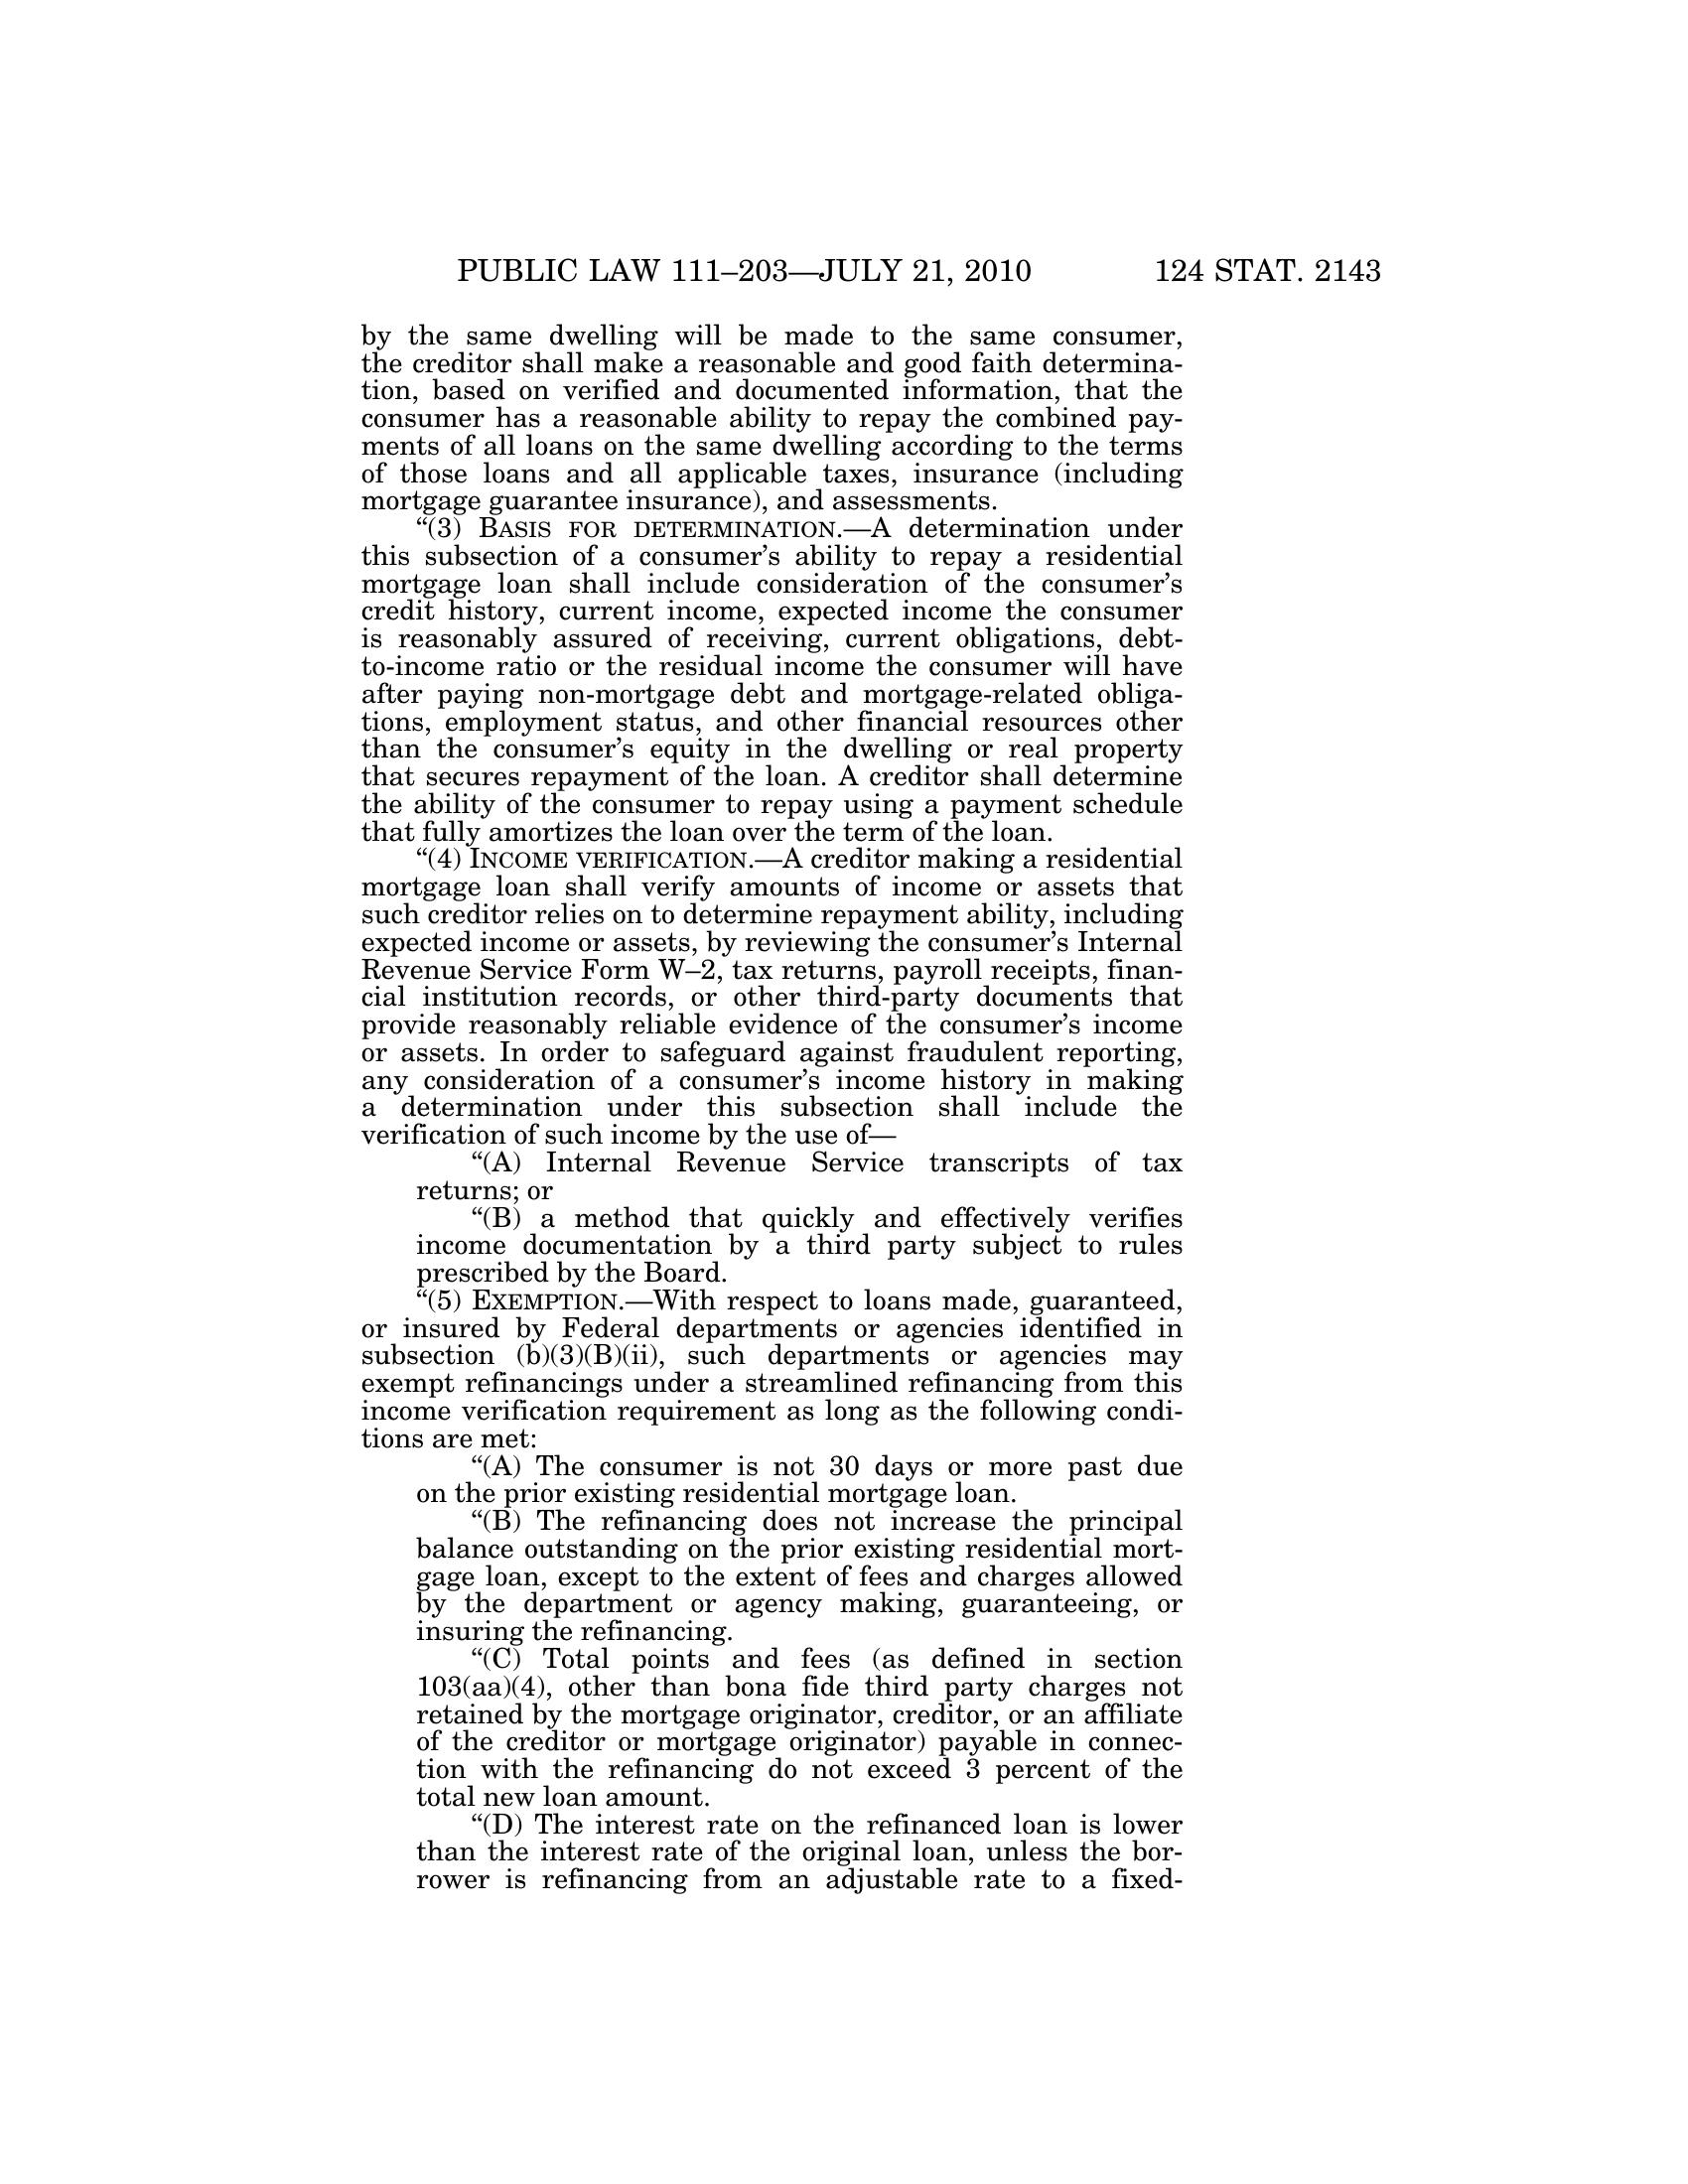 PUBLIC LAW 111–203—JULY 21, 2010 124 STAT. 2143
by the same dwelling will be made to the same consumer,
the creditor shall make a reasonable and good faith determina-
tion, based on verified and documented information, that the
consumer has a reasonable ability to repay the combined pay-
ments of all loans on the same dwelling according to the terms
of those loans and all applicable taxes, insurance (including
mortgage guarantee insurance), and assessments.
“(3) BASIS FOR DETERMINATION.—A determination under
this subsection of a consumer’s ability to repay a residential
mortgage loan shall include consideration of the consumer’s
credit history, current income, expected income the consumer
is reasonably assured of receiving, current obligations, debt-
to-income ratio or the residual income the consumer will have
after paying non-mortgage debt and mortgage-related obliga-
tions, employment status, and other financial resources other
than the consumer’s equity in the dwelling or real property
that secures repayment of the loan. A creditor shall determine
the ability of the consumer to repay using a payment schedule
that fully amortizes the loan over the term of the loan.
“(4) INCOME VERIFICATION.—A creditor making a residential
mortgage loan shall verify amounts of income or assets that
such creditor relies on to determine repayment ability, including
expected income or assets, by reviewing the consumer’s Internal
Revenue Service Form W–2, tax returns, payroll receipts, finan-
cial institution records, or other third-party documents that
provide reasonably reliable evidence of the consumer’s income
or assets. In order to safeguard against fraudulent reporting,
any consideration of a consumer’s income history in making
a determination under this subsection shall include the
verification of such income by the use of—
“(A) Internal Revenue Service transcripts of tax
returns; or
“(B) a method that quickly and effectively verifies
income documentation by a third party subject to rules
prescribed by the Board.
“(5) EXEMPTION.—With respect to loans made, guaranteed,
or insured by Federal departments or agencies identified in
subsection (b)(3)(B)(ii), such departments or agencies may
exempt refinancings under a streamlined refinancing from this
income verification requirement as long as the following condi-
tions are met:
“(A) The consumer is not 30 days or more past due
on the prior existing residential mortgage loan.
“(B) The refinancing does not increase the principal
balance outstanding on the prior existing residential mort-
gage loan, except to the extent of fees and charges allowed
by the department or agency making, guaranteeing, or
insuring the refinancing.
“(C) Total points and fees (as defined in section
103(aa)(4), other than bona fide third party charges not
retained by the mortgage originator, creditor, or an affiliate
of the creditor or mortgage originator) payable in connec-
tion with the refinancing do not exceed 3 percent of the
total new loan amount.
“(D) The interest rate on the refinanced loan is lower
than the interest rate of the original loan, unless the bor-
rower is refinancing from an adjustable rate to a fixed-